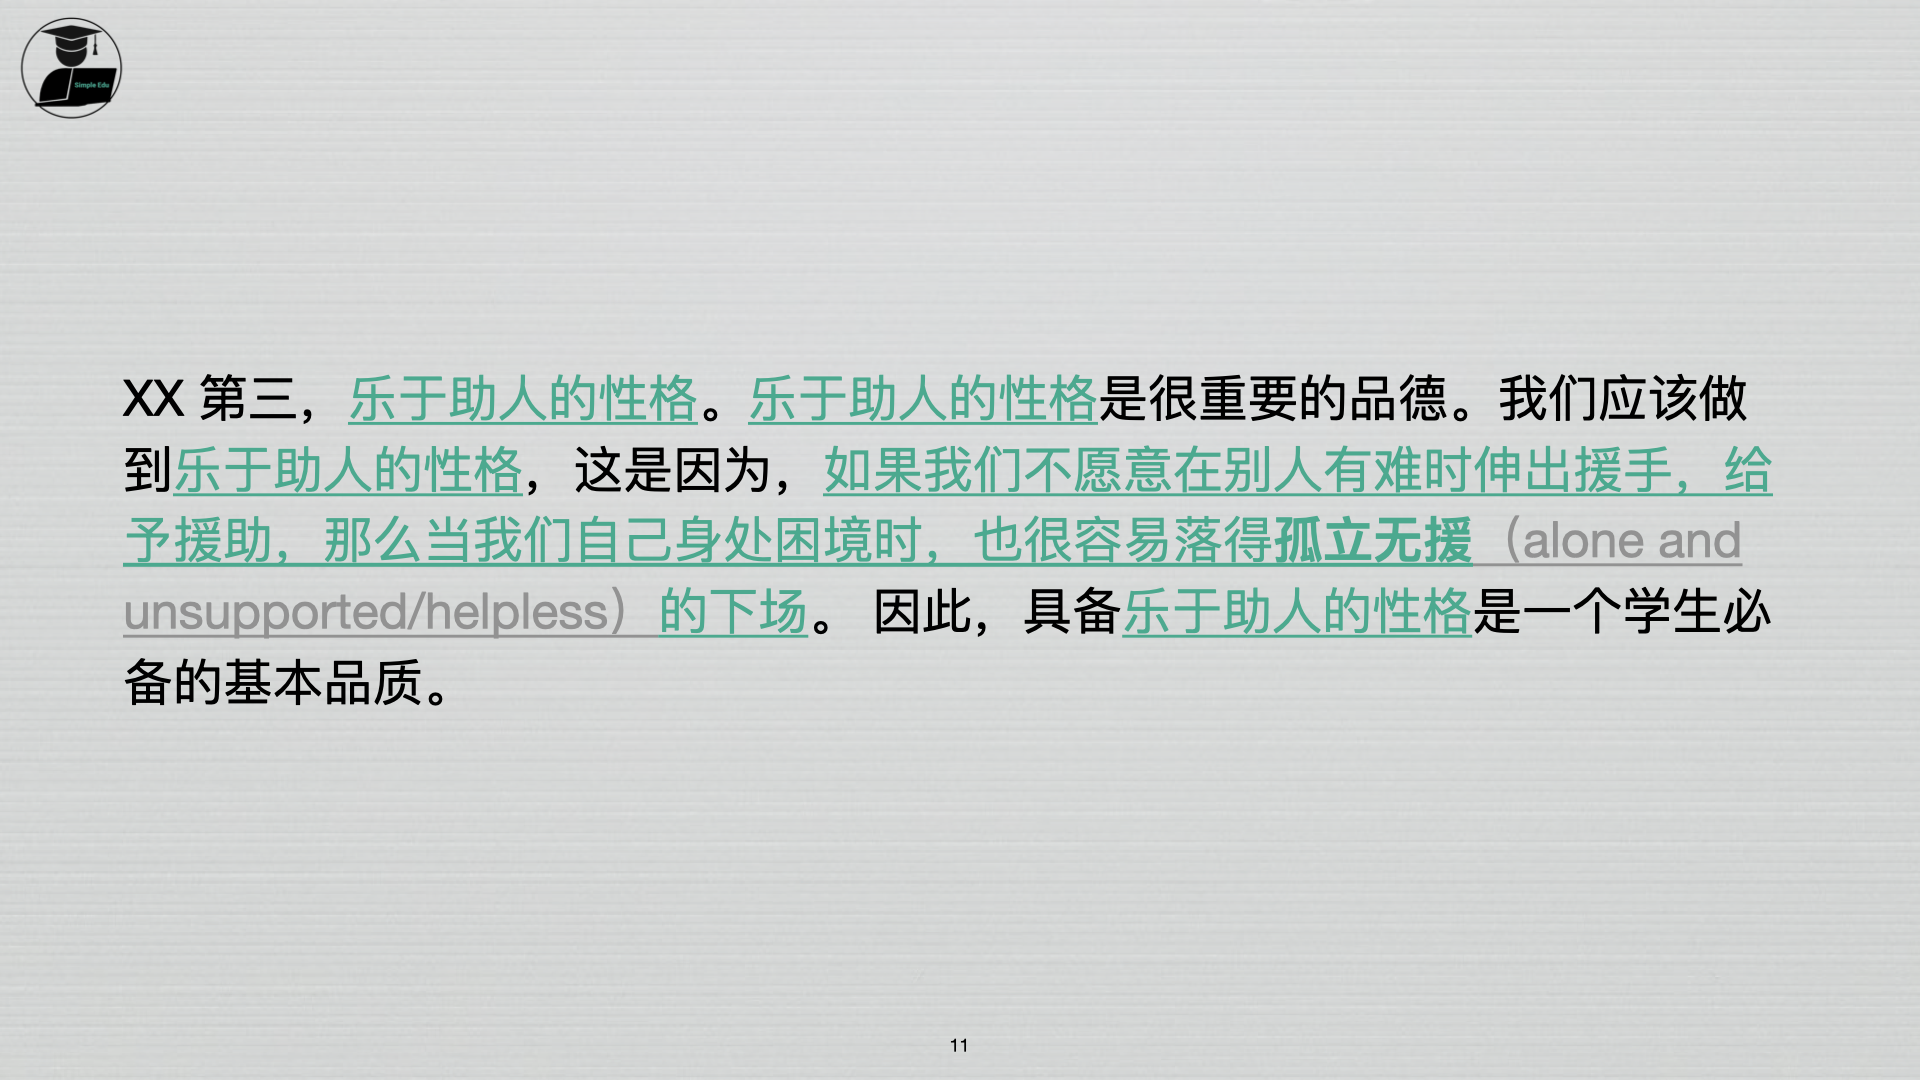 Simple Edu
XX 第三，乐于助人的性格。乐于助人的性格是很重要的品德。我们应该做
到乐于助人的性格，这是因为，如果我们不愿意在别人有难时伸出援手，给
予援助，那么当我们自己身处困境时，也很容易落得孤立无援（alone and
unsupported/helpless）的下场。 因此，具备乐于助人的性格是一个学生必
备的基本品质。
11